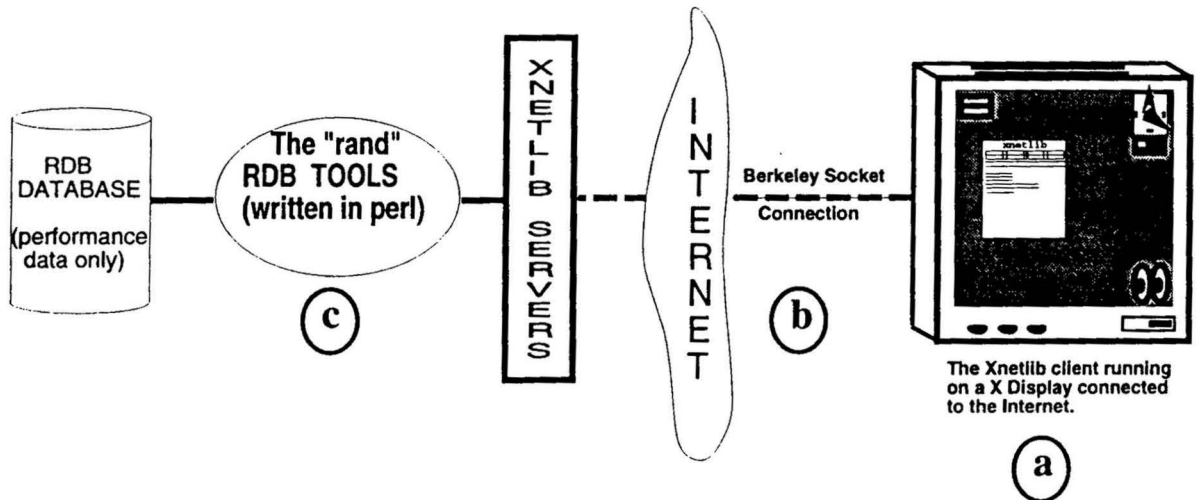 RDB
DATABASE
(performance
data only)
The "rand"
RDB TOOLS
(written in perl)
c
XNETLIB SERVERS
INTERNET
Berkeley Socket
Connection
b
xnetlib
The Xnetlib client running
on a X Display connected
to the Internet.
a